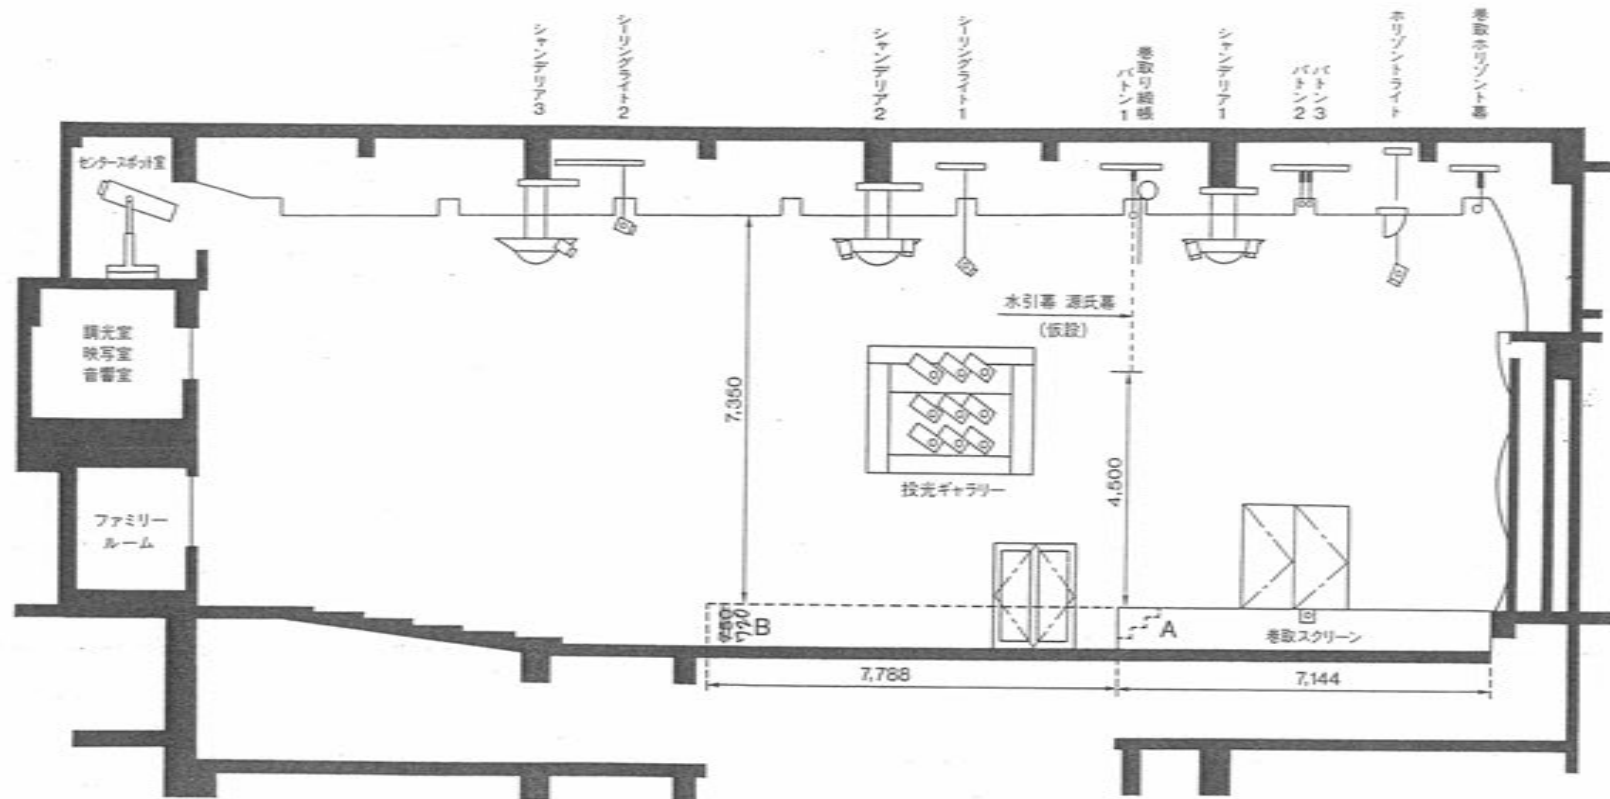 シャンデリア3
シーリングライト2
シャンデリア2
シーリングライト1
巻取り緞帳
バトン1
シャンデリア1
バトン3
バトン2
ホリゾントライト
巻取ホリゾント幕
センタースポット室
調光室
映写室
音響室
水引幕 源氏幕
(仮設)
7,350
4,500
投光ギャラリー
ファミリー
ルーム
B
A
巻取スクリーン
7,788
7,144